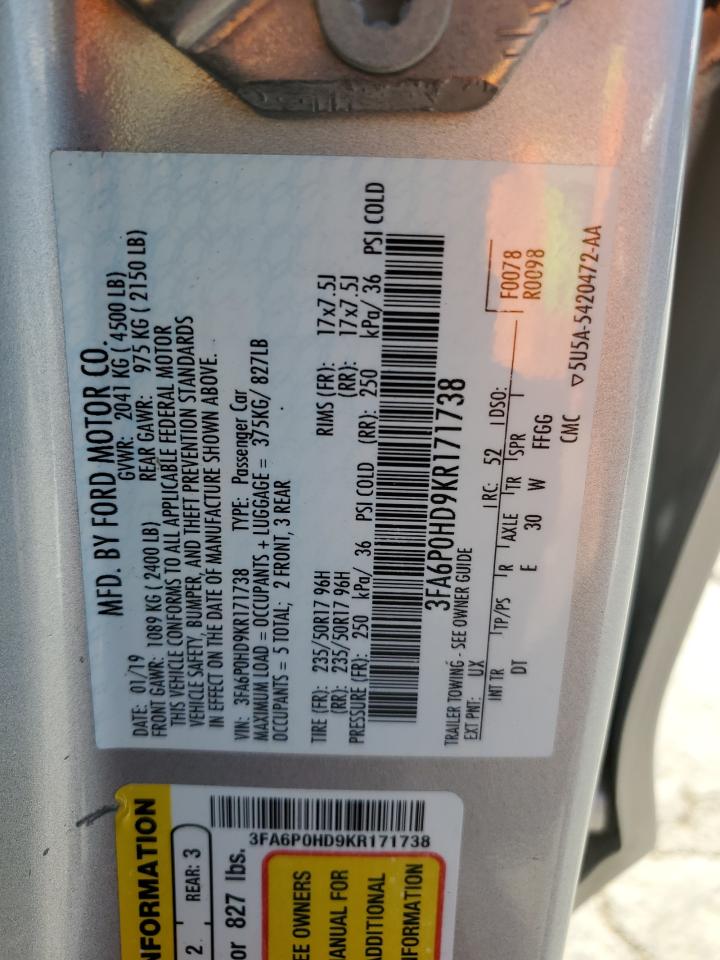 MFD. BY FORD MOTOR CO.
DATE: 01/19 GVWR: 2041 KG ( 4500 LB)
FRONT GAWR: 1089 KG ( 2400 LB) REAR GAWR: 975 KG ( 2150 LB)
THIS VEHICLE CONFORMS TO ALL APPLICABLE FEDERAL MOTOR
VEHICLE SAFETY, BUMPER, AND THEFT PREVENTION STANDARDS
IN EFFECT ON THE DATE OF MANUFACTURE SHOWN ABOVE.
VIN: 3FA6P0HD9KR171738 TYPE: Passenger Car
MAXIMUM LOAD = OCCUPANTS + LUGGAGE = 375KG/ 827LB
OCCUPANTS = 5 TOTAL; 2 FRONT, 3 REAR
TIRE (FR): 235/50R17 96H RIMS (FR): 17x7.5J
(RR): 235/50R17 96H (RR): 17x7.5J
PRESSURE (FR): 250 kPa/ 36 PSI COLD (RR): 250 kPa/ 36 PSI COLD
3FA6P0HD9KR171738
TRAILER TOWING - SEE OWNER GUIDE
EXT PNT: UX RC: 52 DSO: F0078
R0098
INT TR TP/PS R AXLE TR SPR
DT E 30 W FFGG
CMC ▽5U5A-5420472-AA
NFORMATION
2 REAR: 3
or 827 lbs.
3FA6P0HD9KR171738
EE OWNERS
ANUAL FOR
ADDITIONAL
NFORMATION